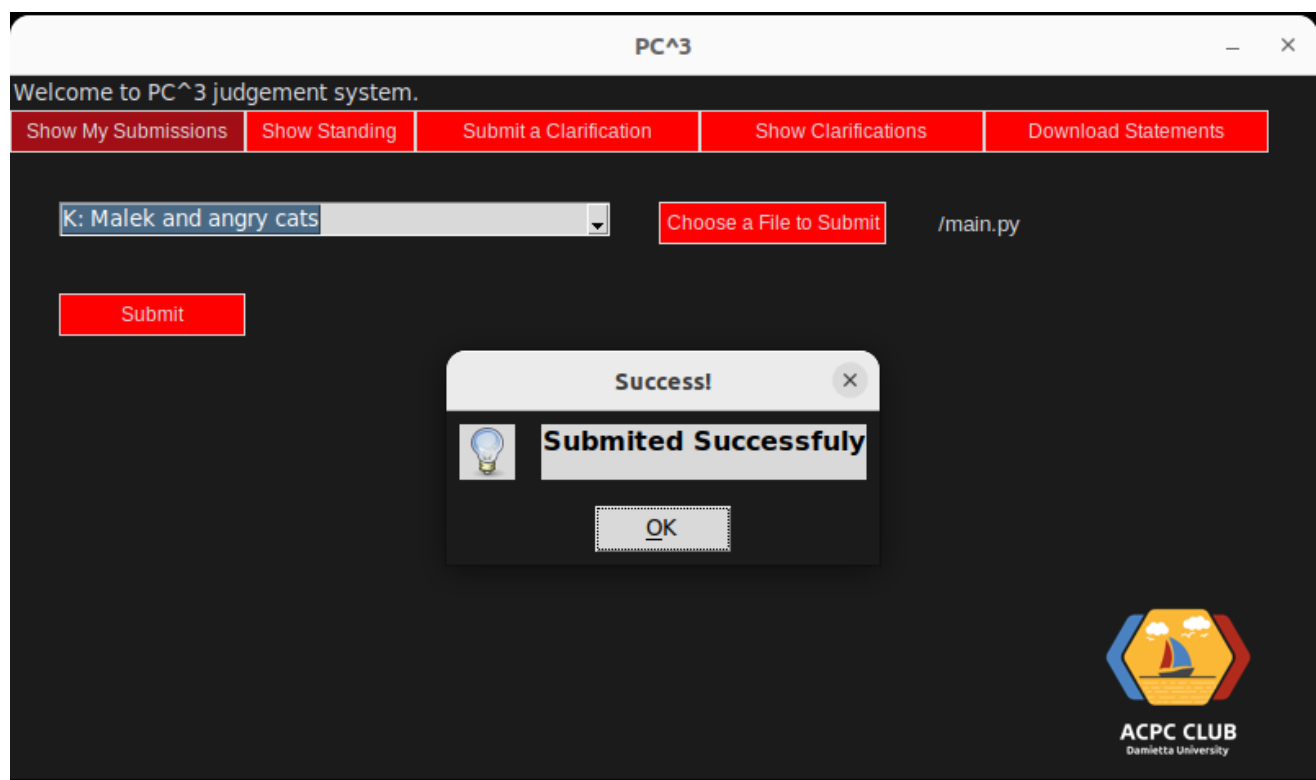 PC^3
Welcome to PC^3 judgement system.
Show My Submissions Show Standing Submit a Clarification Show Clarifications Download Statements
K: Malek and angry cats Choose a File to Submit /main.py
Submit
Success!
Submited Successfuly
OK
ACPC CLUB
Damietta University